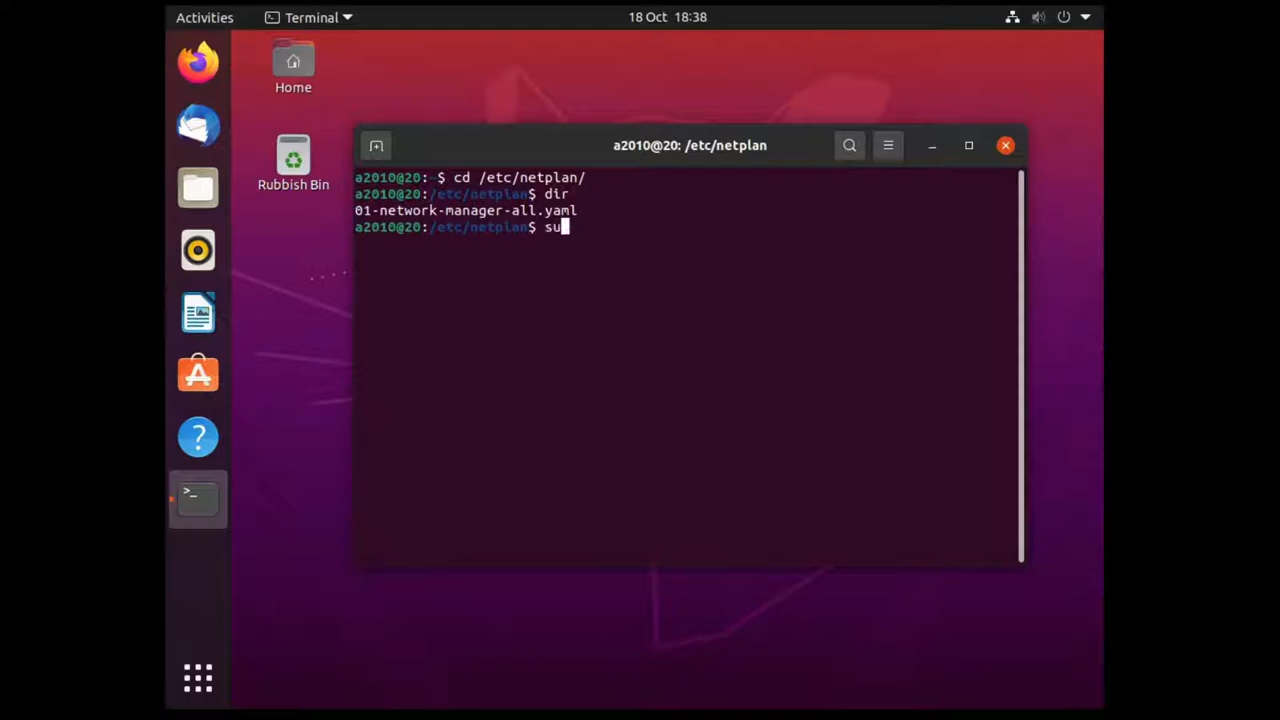 Activities
Terminal
18 Oct 18:38
Home
Rubbish Bin
a2010@20: /etc/netplan
a2010@20:~$ cd /etc/netplan/
a2010@20:/etc/netplan$ dir
01-network-manager-all.yaml
a2010@20:/etc/netplan$ su